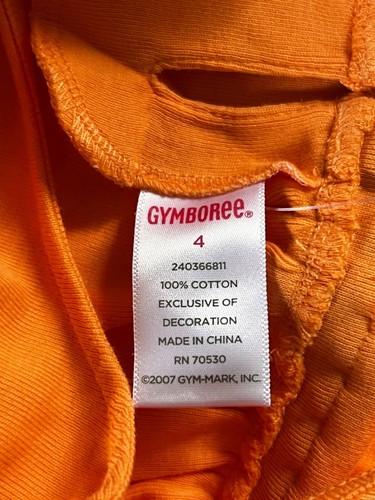 GYMBOREE®
4
240366811
100% COTTON
EXCLUSIVE OF
DECORATION
MADE IN CHINA
RN 70530
©2007 GYM-MARK, INC.